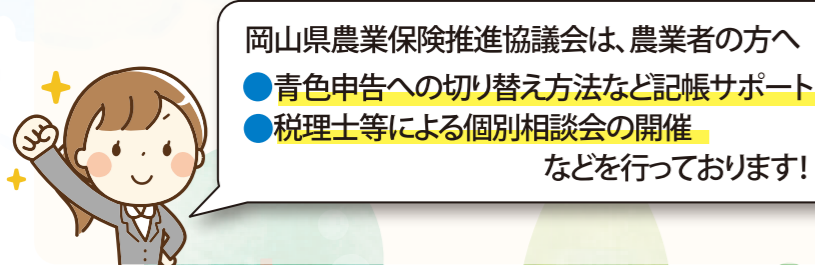 岡山県農業保険推進協議会は、農業者の方へ
●青色申告への切り替え方法など記帳サポート
●税理士等による個別相談会の開催
などを行っております!